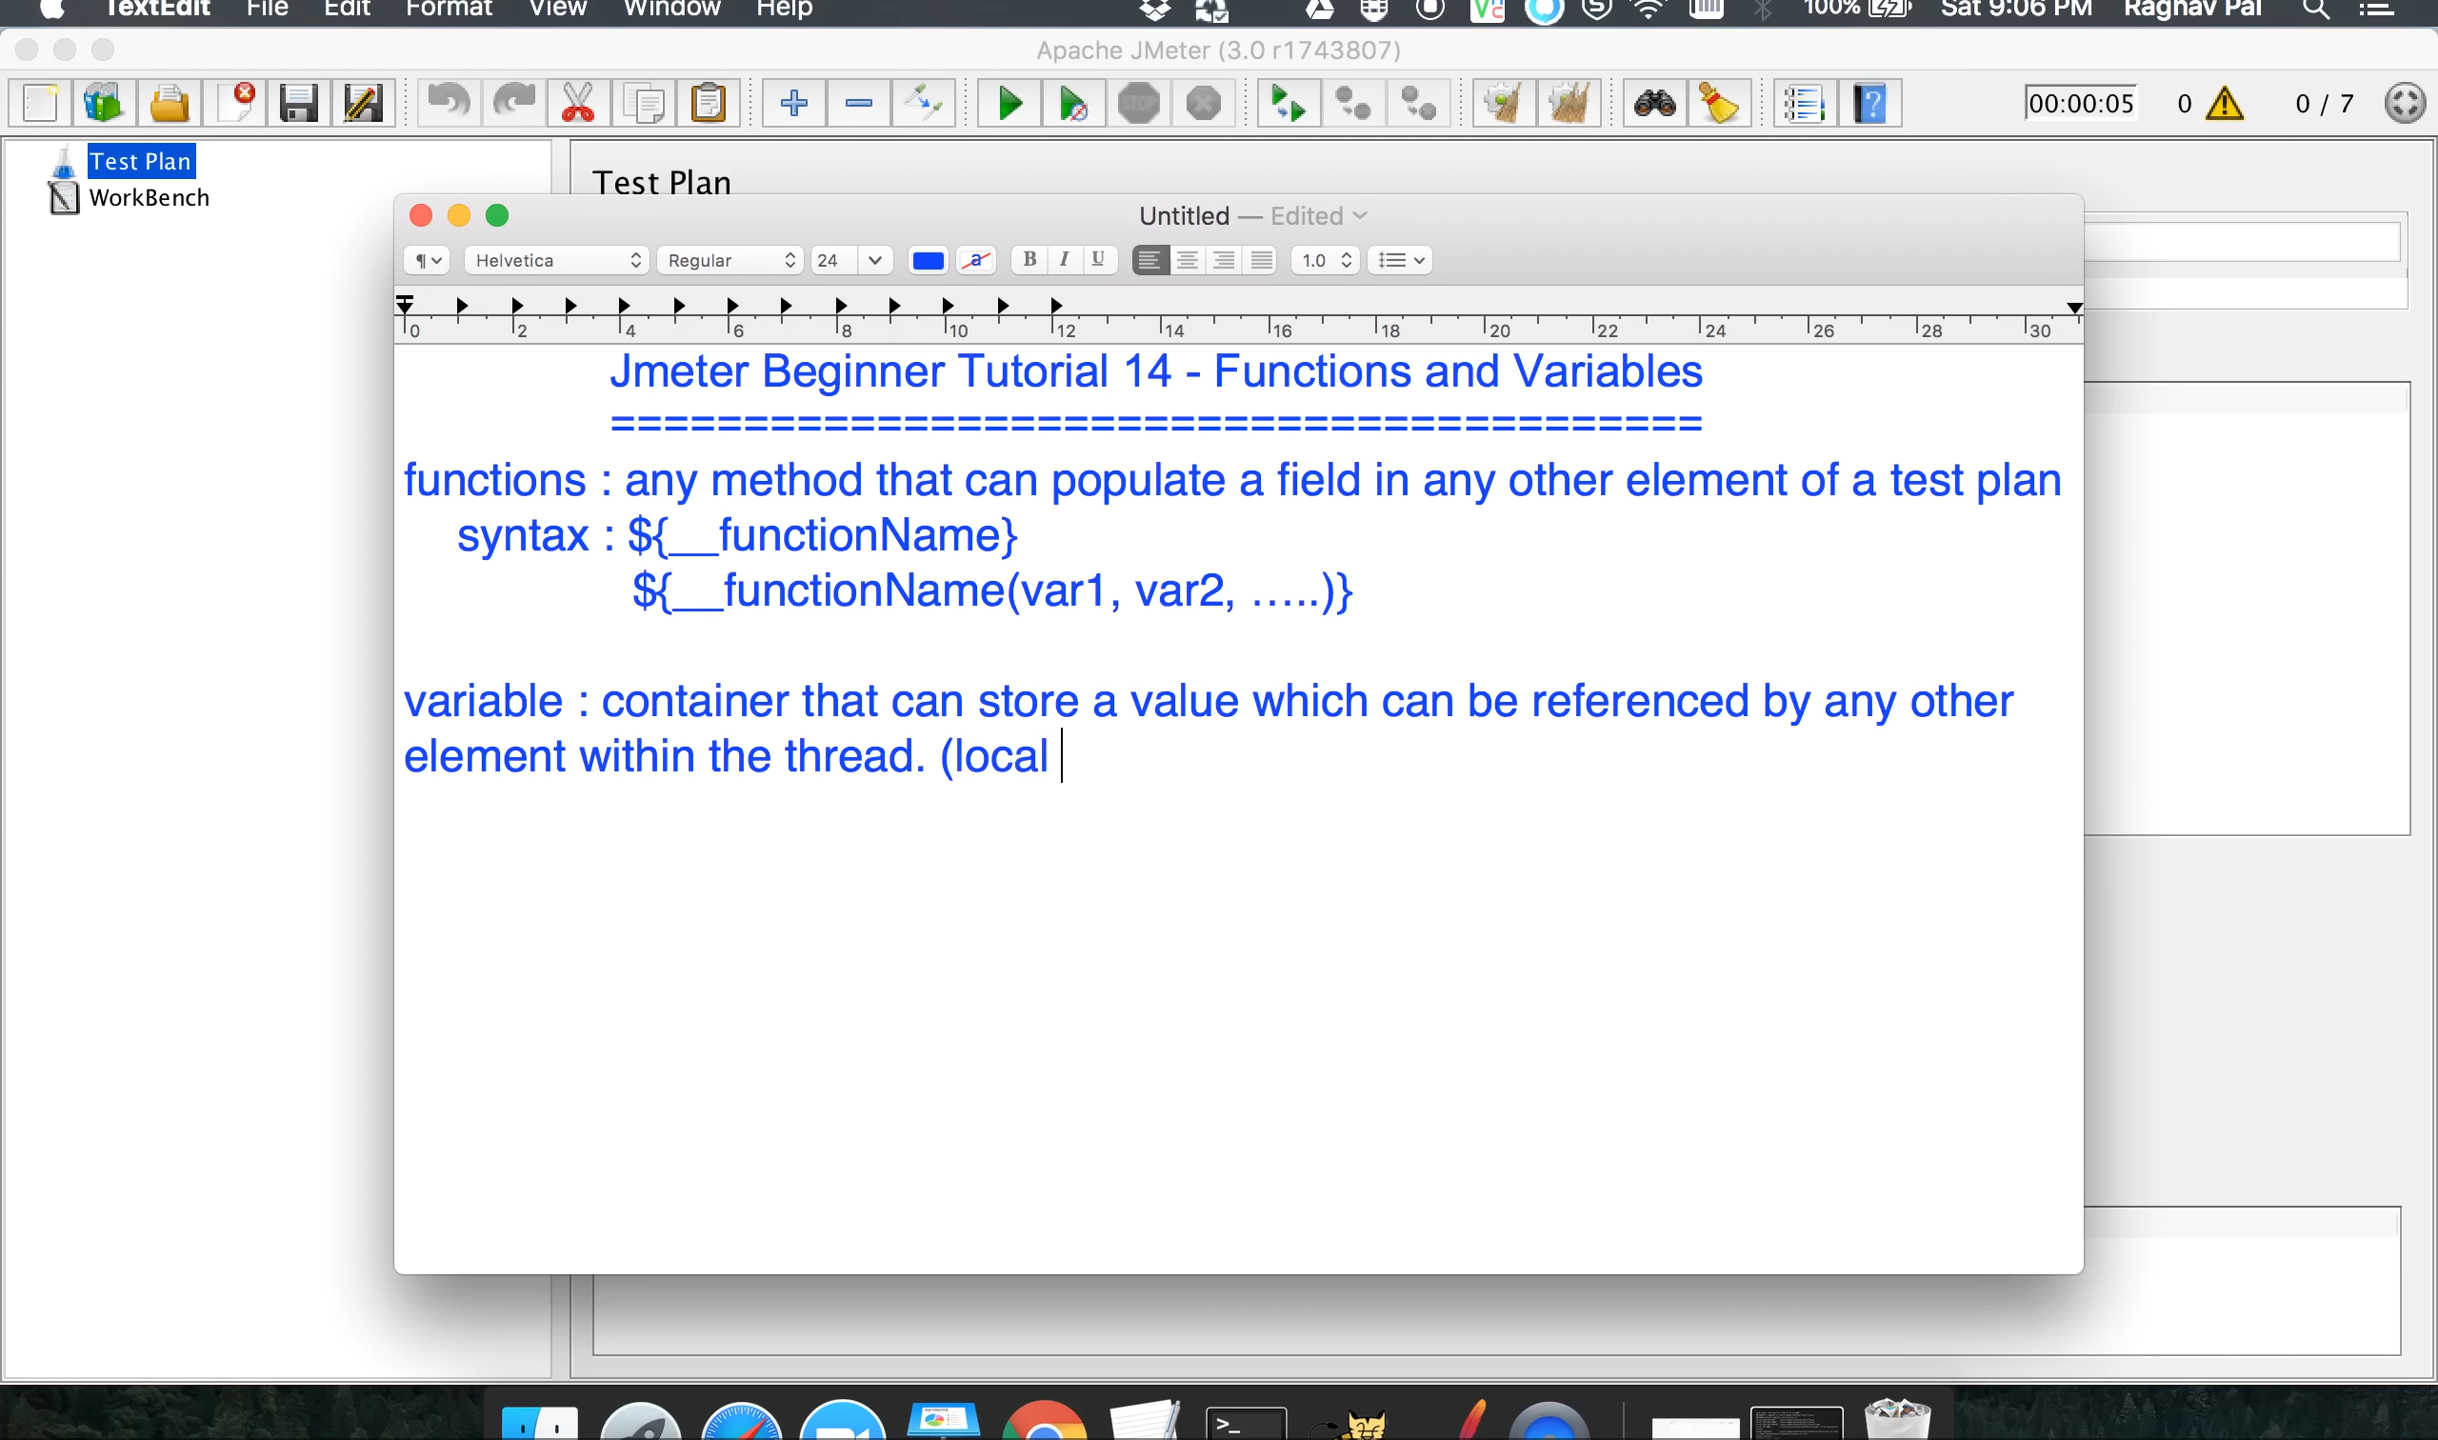 TextEdit File Edit Format View Window Help 100% Sat 9:06 PM Raghav Pal
Apache JMeter (3.0 r1743807)
STOP 00:00:05 0 0 / 7
Test Plan
WorkBench
Test Plan
Untitled — Edited
Helvetica Regular 24 a B I U 1.0
0 2 4 6 8 10 12 14 16 18 20 22 24 26 28 30
Jmeter Beginner Tutorial 14 - Functions and Variables
=========================================
functions : any method that can populate a field in any other element of a test plan
syntax : ${__functionName}
${__functionName(var1, var2, …..)}
variable : container that can store a value which can be referenced by any other
element within the thread. (local